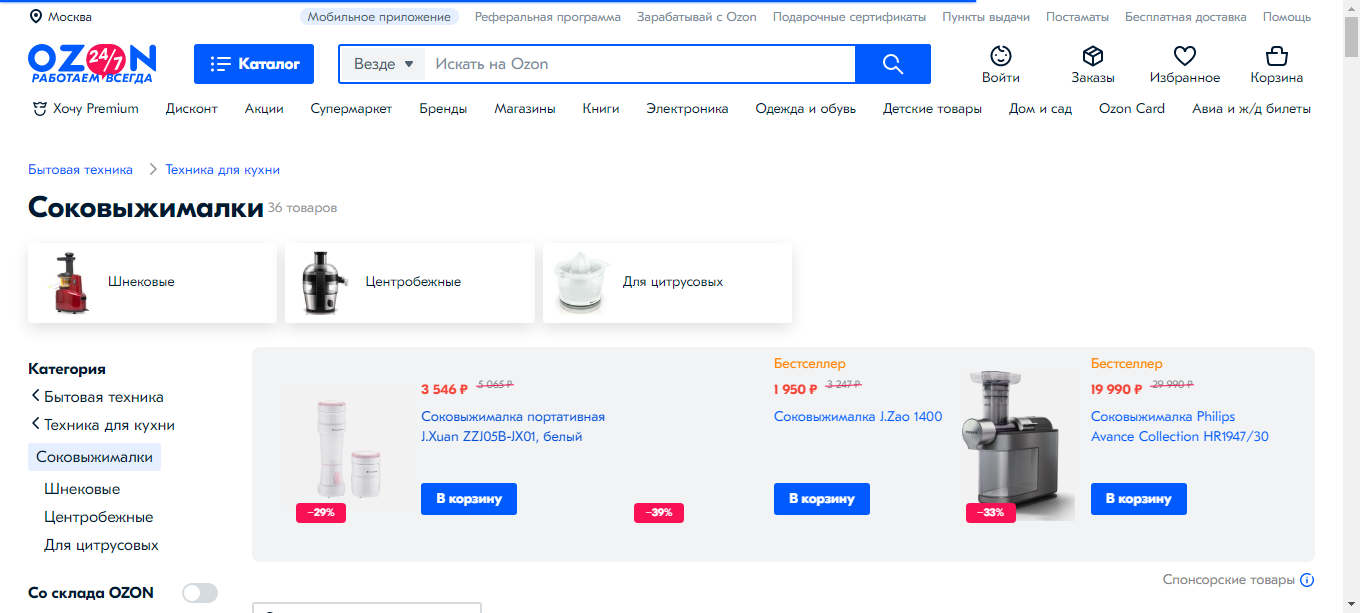 Москва
Мобильное приложение Реферальная программа Зарабатывай с Ozon Подарочные сертификаты Пункты выдачи Постаматы Бесплатная доставка Помощь
OZON
24/7
РАБОТАЕМ ВСЕГДА
Каталог
Везде Искать на Ozon
Войти Заказы Избранное Корзина
Хочу Premium Дисконт Акции Супермаркет Бренды Магазины Книги Электроника Одежда и обувь Детские товары Дом и сад Ozon Card Авиа и ж/д билеты
Бытовая техника Техника для кухни
Соковыжималки 36 товаров
Шнековые Центробежные Для цитрусовых
Категория
Бытовая техника
Техника для кухни
Соковыжималки
Шнековые
Центробежные
Для цитрусовых
Со склада OZON
3 546 ₽ 5 065 ₽
Соковыжималка портативная
J.Xuan ZZJ05B-JX01, белый
В корзину
−29%
Бестселлер
1 950 ₽ 3 247 ₽
Соковыжималка J.Zao 1400
В корзину
−39%
Бестселлер
19 990 ₽ 29 990 ₽
Соковыжималка Philips
Avance Collection HR1947/30
В корзину
−33%
Спонсорские товары